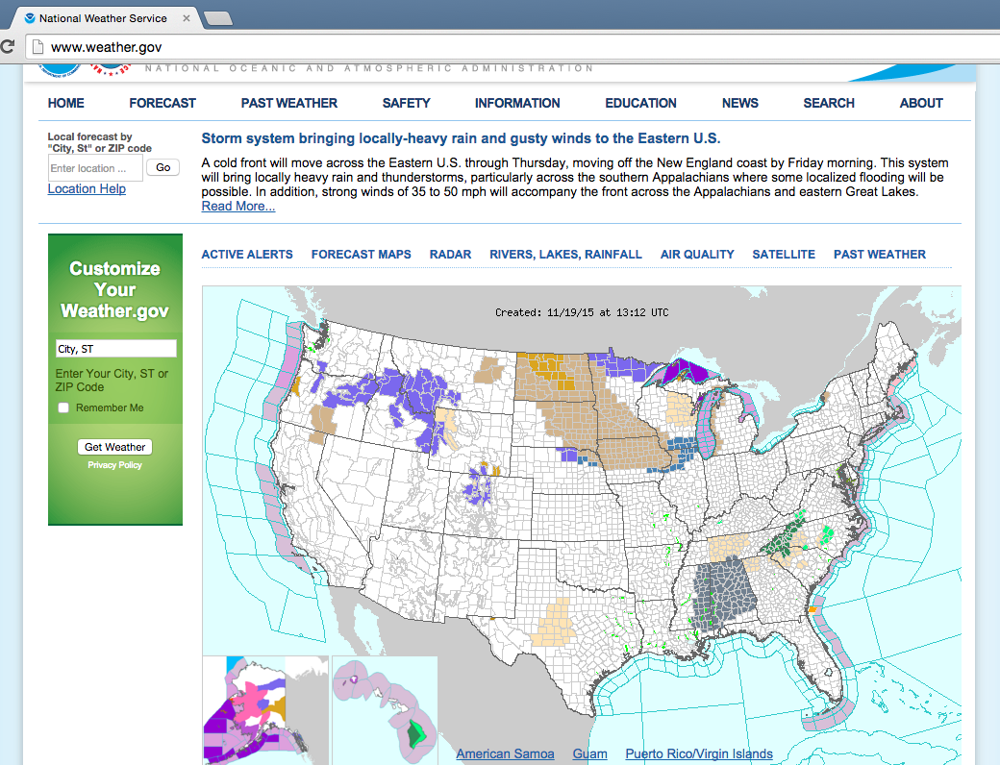 National Weather Service
www.weather.gov
NATIONAL OCEANIC AND ATMOSPHERIC ADMINISTRATION
HOME FORECAST PAST WEATHER SAFETY INFORMATION EDUCATION NEWS SEARCH ABOUT
Local forecast by
"City, St" or ZIP code
Enter location ...
Go
Location Help
Storm system bringing locally-heavy rain and gusty winds to the Eastern U.S.
A cold front will move across the Eastern U.S. through Thursday, moving off the New England coast by Friday morning. This system
will bring locally heavy rain and thunderstorms, particularly across the southern Appalachians where some localized flooding will be
possible. In addition, strong winds of 35 to 50 mph will accompany the front across the Appalachians and eastern Great Lakes.
Read More...
Customize
Your
Weather.gov
City, ST
Enter Your City, ST or
ZIP Code
Remember Me
Get Weather
Privacy Policy
ACTIVE ALERTS FORECAST MAPS RADAR RIVERS, LAKES, RAINFALL AIR QUALITY SATELLITE PAST WEATHER
Created: 11/19/15 at 13:12 UTC
American Samoa Guam Puerto Rico/Virgin Islands